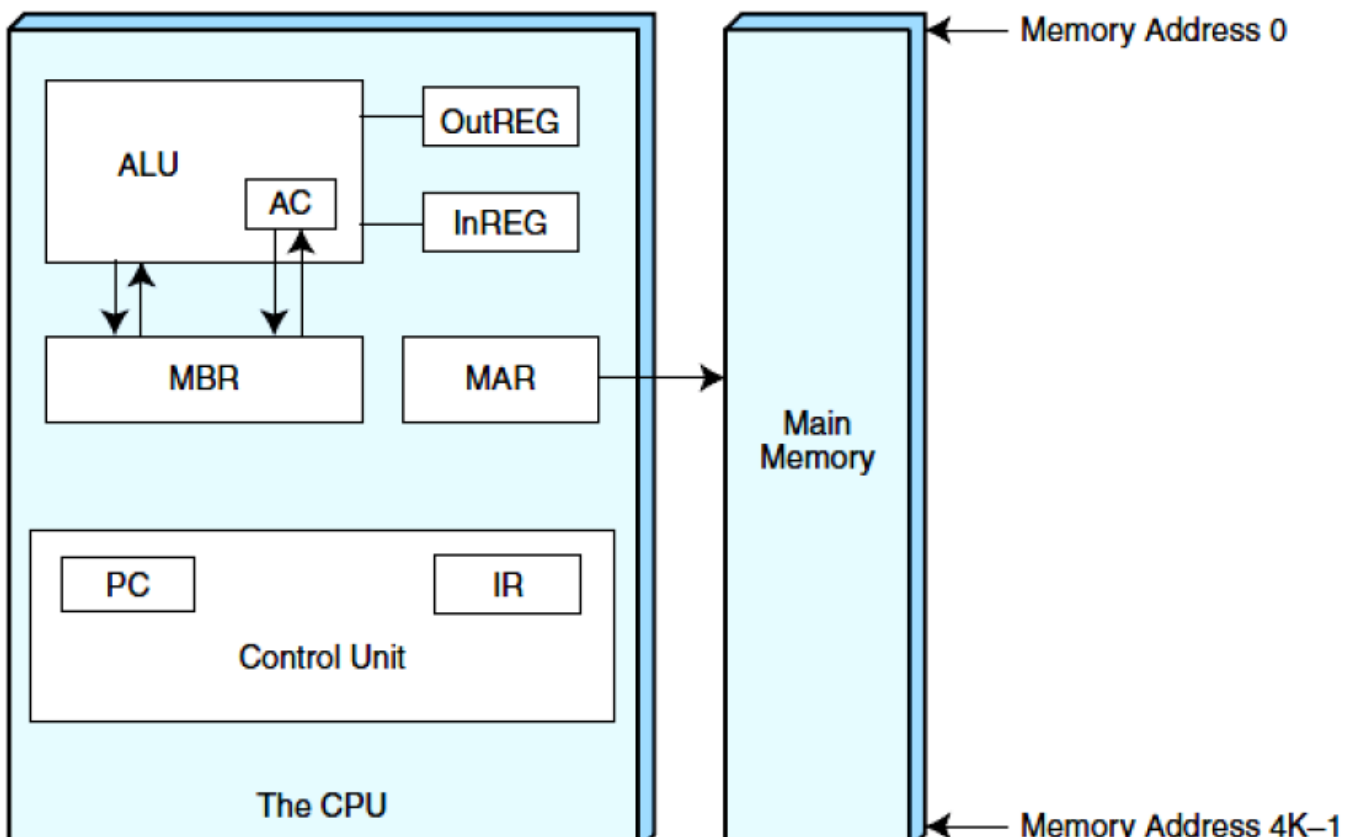 Memory Address 0
OutREG
ALU
AC
InREG
MBR
MAR
Main
Memory
PC
IR
Control Unit
The CPU
Memory Address 4K–1